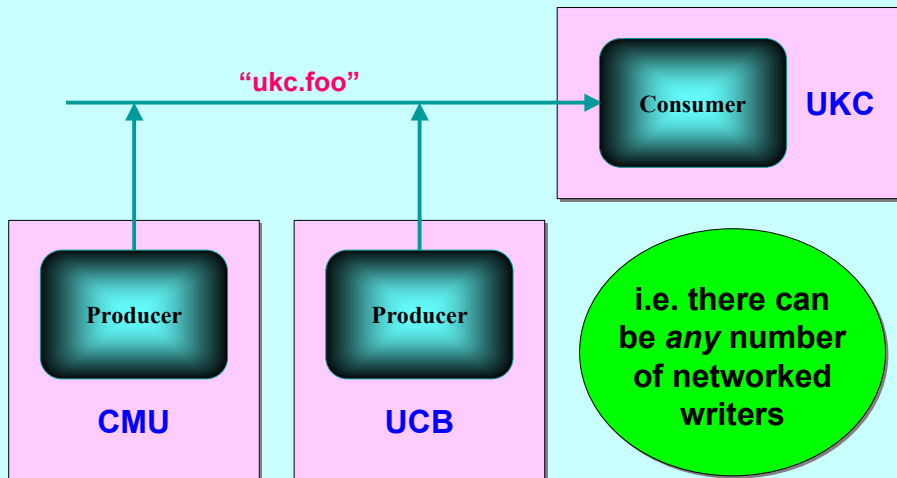 “ukc.foo”
Consumer
UKC
Producer
CMU
Producer
UCB
i.e. there can
be any number
of networked
writers